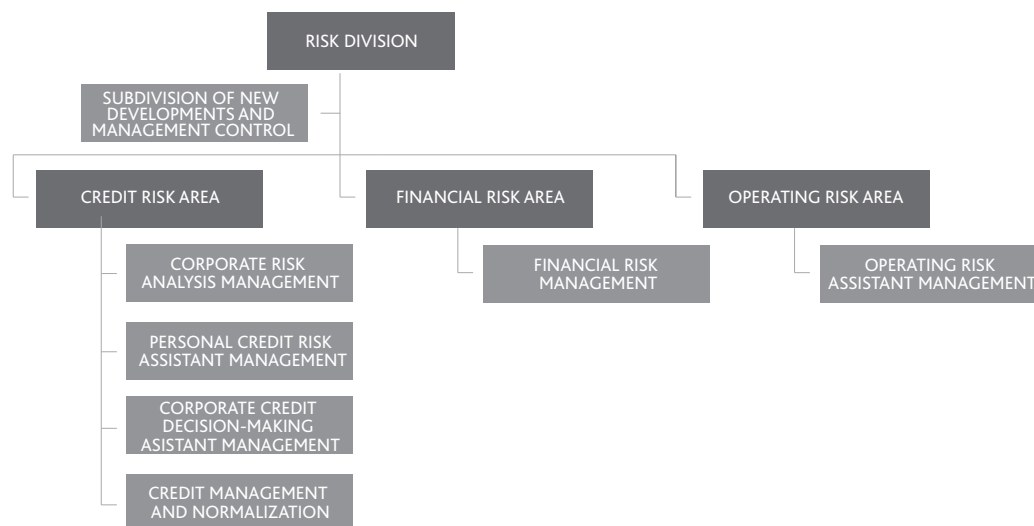 RISK DIVISION
SUBDIVISION OF NEW
DEVELOPMENTS AND
MANAGEMENT CONTROL
CREDIT RISK AREA
FINANCIAL RISK AREA
OPERATING RISK AREA
CORPORATE RISK
ANALYSIS MANAGEMENT
FINANCIAL RISK
MANAGEMENT
OPERATING RISK
ASSISTANT MANAGEMENT
PERSONAL CREDIT RISK
ASSISTANT MANAGEMENT
CORPORATE CREDIT
DECISION-MAKING
ASISTANT MANAGEMENT
CREDIT MANAGEMENT
AND NORMALIZATION